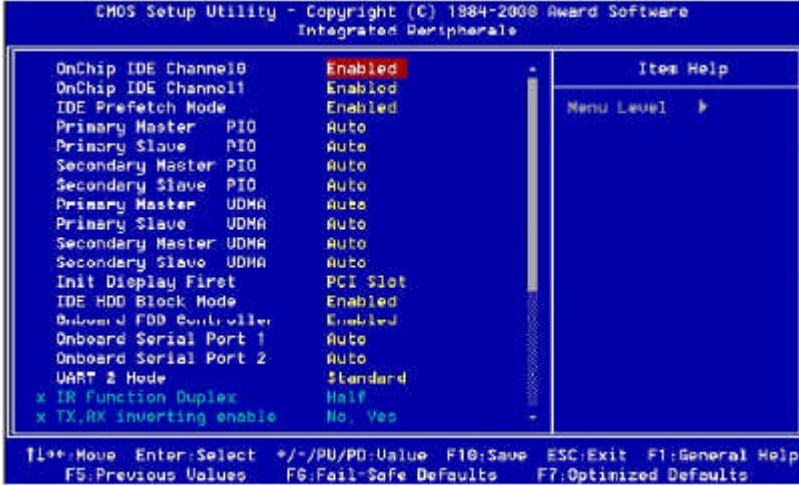 CMOS Setup Utility - Copyright (C) 1984-2000 Award Software
Integrated Peripherals
OnChip IDE Channel0 Enabled
OnChip IDE Channel1 Enabled
IDE Prefetch Mode Enabled
Primary Master PIO Auto
Primary Slave PIO Auto
Secondary Master PIO Auto
Secondary Slave PIO Auto
Primary Master UDMA Auto
Primary Slave UDMA Auto
Secondary Master UDMA Auto
Secondary Slave UDMA Auto
Init Display First PCI Slot
IDE HDD Block Mode Enabled
Onboard FDD Controller Enabled
Onboard Serial Port 1 Auto
Onboard Serial Port 2 Auto
UART 2 Mode Standard
x IR Function Duplex Half
x TX,RX inverting enable No, Yes
Item Help
Menu Level ▶
↑↓→←:Move Enter:Select +/-/PU/PD:Value F10:Save ESC:Exit F1:General Help
F5:Previous Values F6:Fail-Safe Defaults F7:Optimized Defaults